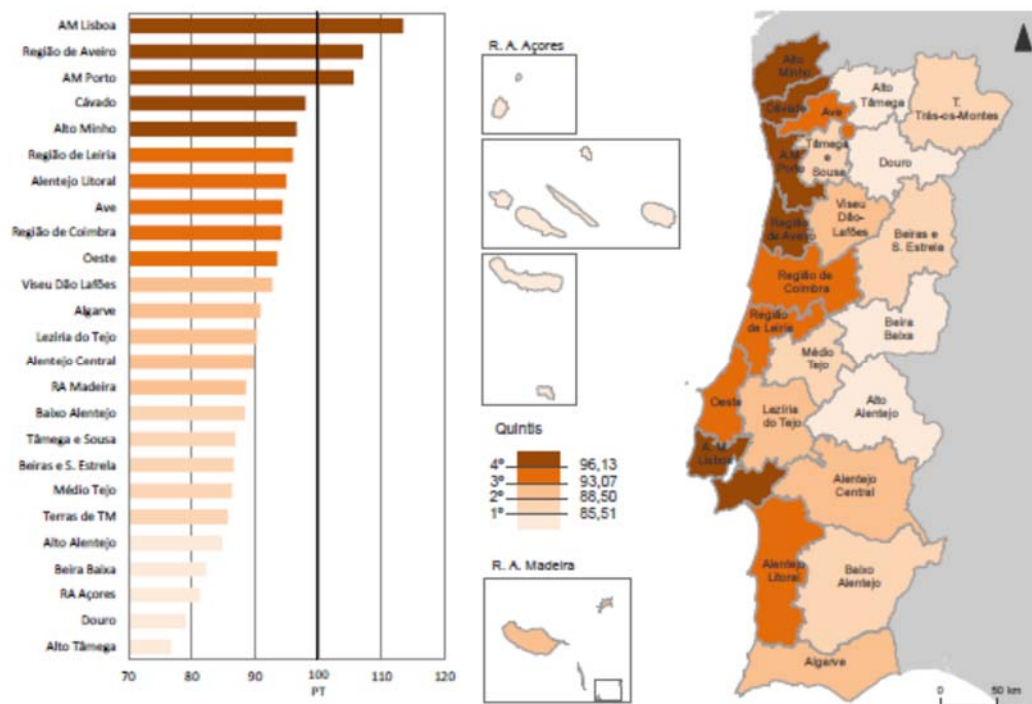 AM Lisboa
Região de Aveiro
AM Porto
Cávado
Alto Minho
Região de Leiria
Alentejo Litoral
Ave
Região de Coimbra
Oeste
Viseu Dão Lafões
Algarve
Lezíria do Tejo
Alentejo Central
RA Madeira
Baixo Alentejo
Tâmega e Sousa
Beiras e S. Estrela
Médio Tejo
Terras de TM
Alto Alentejo
Beira Baixa
RA Açores
Douro
Alto Tâmega
70 80 90 100 110 120
PT
R. A. Açores
Quintis
4º 96,13
3º 93,07
2º 88,50
1º 85,51
R. A. Madeira
Alto
Minho
Cávado
Ave
Alto
Tâmega
T.
Trás-os-Montes
A.M.
Porto
Tâmega
e
Sousa
Douro
Região
de Aveiro
Viseu
Dão-
Lafões
Beiras e
S. Estrela
Região de
Coimbra
Região
de Leiria
Beira
Baixa
Médio
Tejo
Oeste
Lezíria
do Tejo
Alto
Alentejo
A. M.
Lisboa
Alentejo
Central
Alentejo
Litoral
Baixo
Alentejo
Algarve
0 50 km